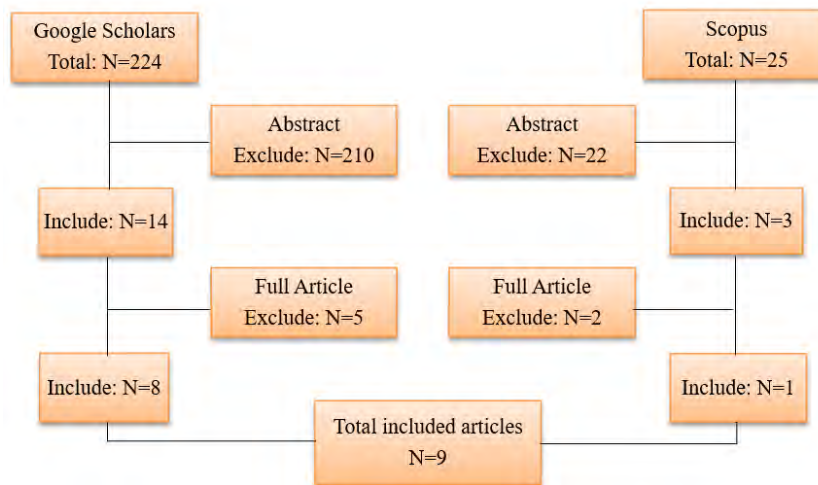 Google Scholars
Total: N=224
Scopus
Total: N=25
Abstract
Exclude: N=210
Abstract
Exclude: N=22
Include: N=14
Include: N=3
Full Article
Exclude: N=5
Full Article
Exclude: N=2
Include: N=8
Include: N=1
Total included articles
N=9